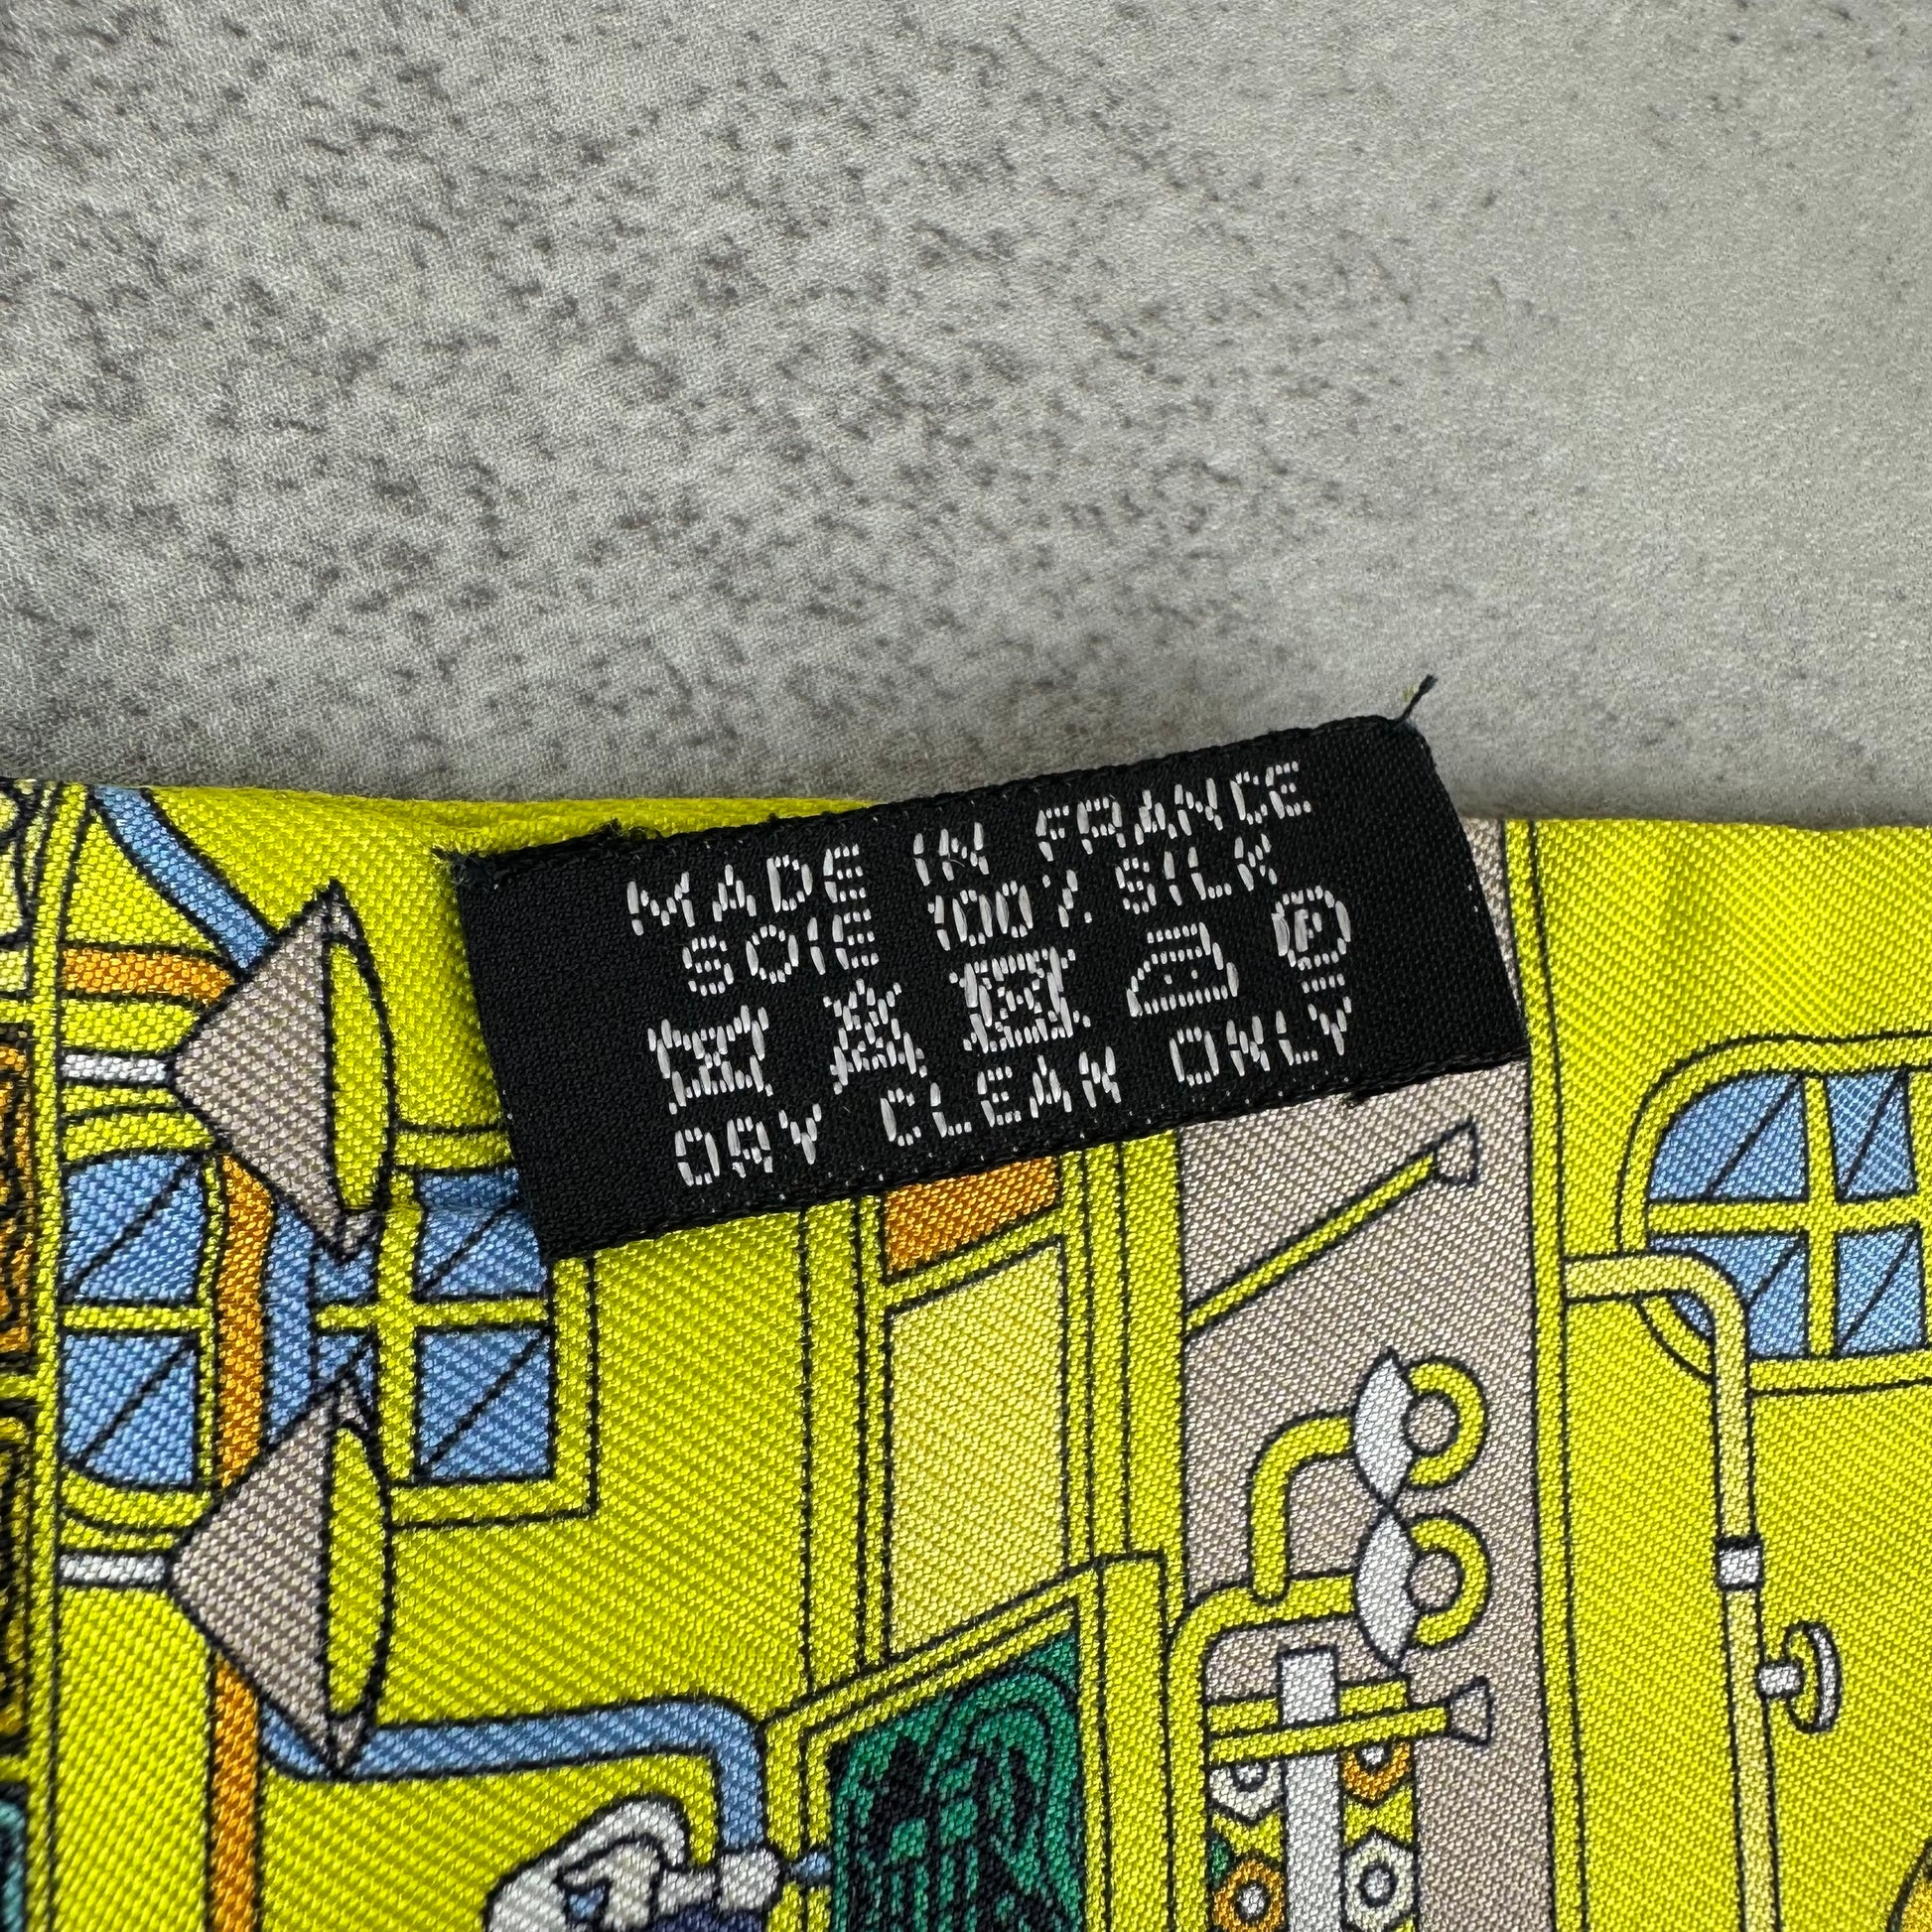 MADE IN FRANCE
SOIE 100% SILK
P
DRY CLEAN ONLY